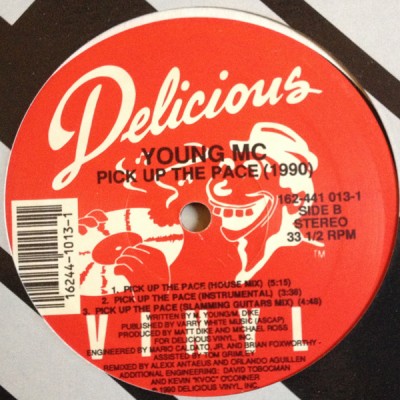 Delicious
YOUNG MC
PICK UP THE PACE (1990)
162-441 013-1
SIDE B
STEREO
33 1/2 RPM
TM
16244-1013-1
1. PICK UP THE PACE (HOUSE MIX) (5:15)
2. PICK UP THE PACE (INSTRUMENTAL) (3:36)
3. PICK UP THE PACE (SLAMMING GUITARS MIX) (4:48)
VINYL
WRITTEN BY M. YOUNG/M. DIKE
PUBLISHED BY VARRY WHITE MUSIC (ASCAP)
PRODUCED BY MATT DIKE AND MICHAEL ROSS
FOR DELICIOUS VINYL, INC.
ENGINEERED BY MARIO CALDATO, JR. AND BRIAN FOXWORTHY -
ASSISTED BY TOM GRIMLEY
REMIXED BY ALEXX ANTAEUS AND ORLANDO AGUILLEN
ADDITIONAL ENGINEERING: DAVID TOBOCMAN
AND KEVIN "KVOC" O'CONNER
© 1990 DELICIOUS VINYL, INC.